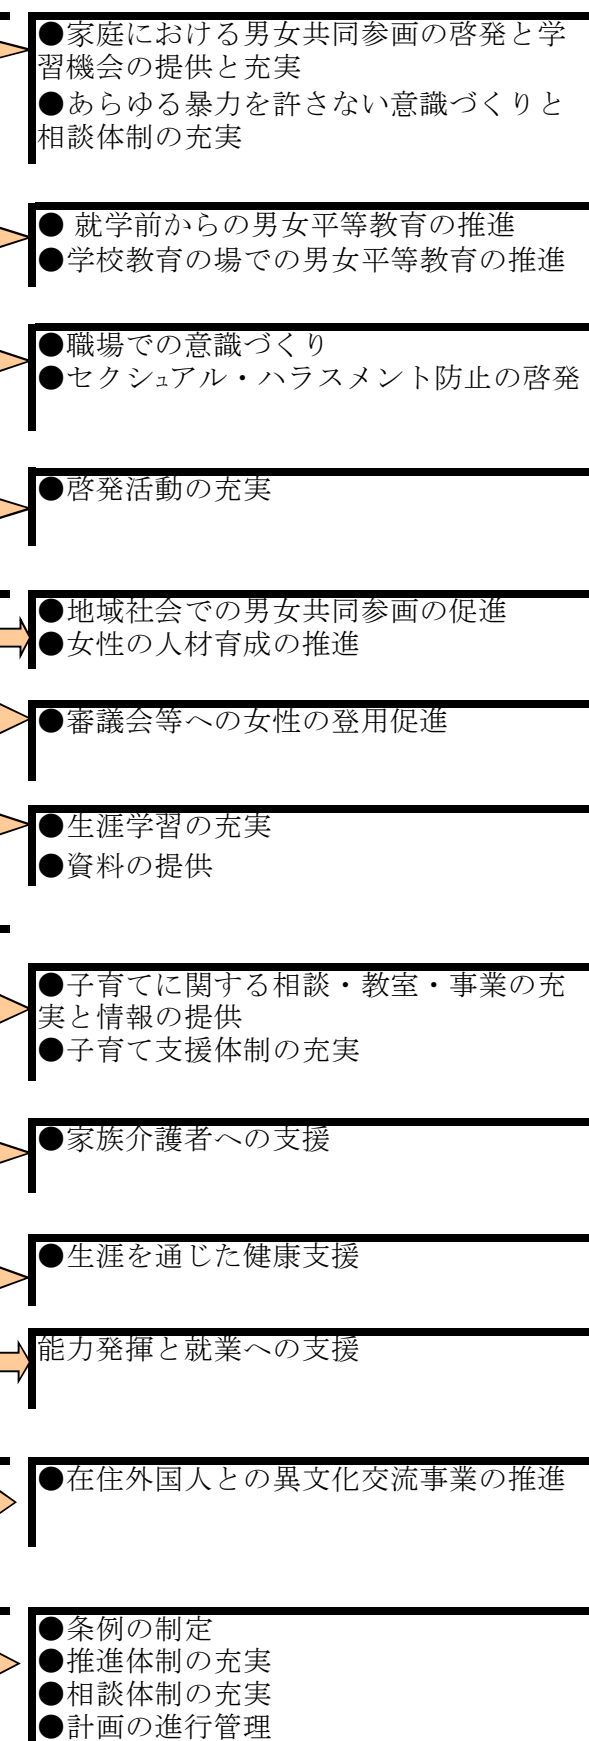 ●家庭における男女共同参画の啓発と学
習機会の提供と充実
●あらゆる暴力を許さない意識づくりと
相談体制の充実
● 就学前からの男女平等教育の推進
●学校教育の場での男女平等教育の推進
●職場での意識づくり
●セクシュアル・ハラスメント防止の啓発
●啓発活動の充実
●地域社会での男女共同参画の促進
●女性の人材育成の推進
●審議会等への女性の登用促進
●生涯学習の充実
●資料の提供
●子育てに関する相談・教室・事業の充
実と情報の提供
●子育て支援体制の充実
●家族介護者への支援
●生涯を通じた健康支援
能力発揮と就業への支援
●在住外国人との異文化交流事業の推進
●条例の制定
●推進体制の充実
●相談体制の充実
●計画の進行管理